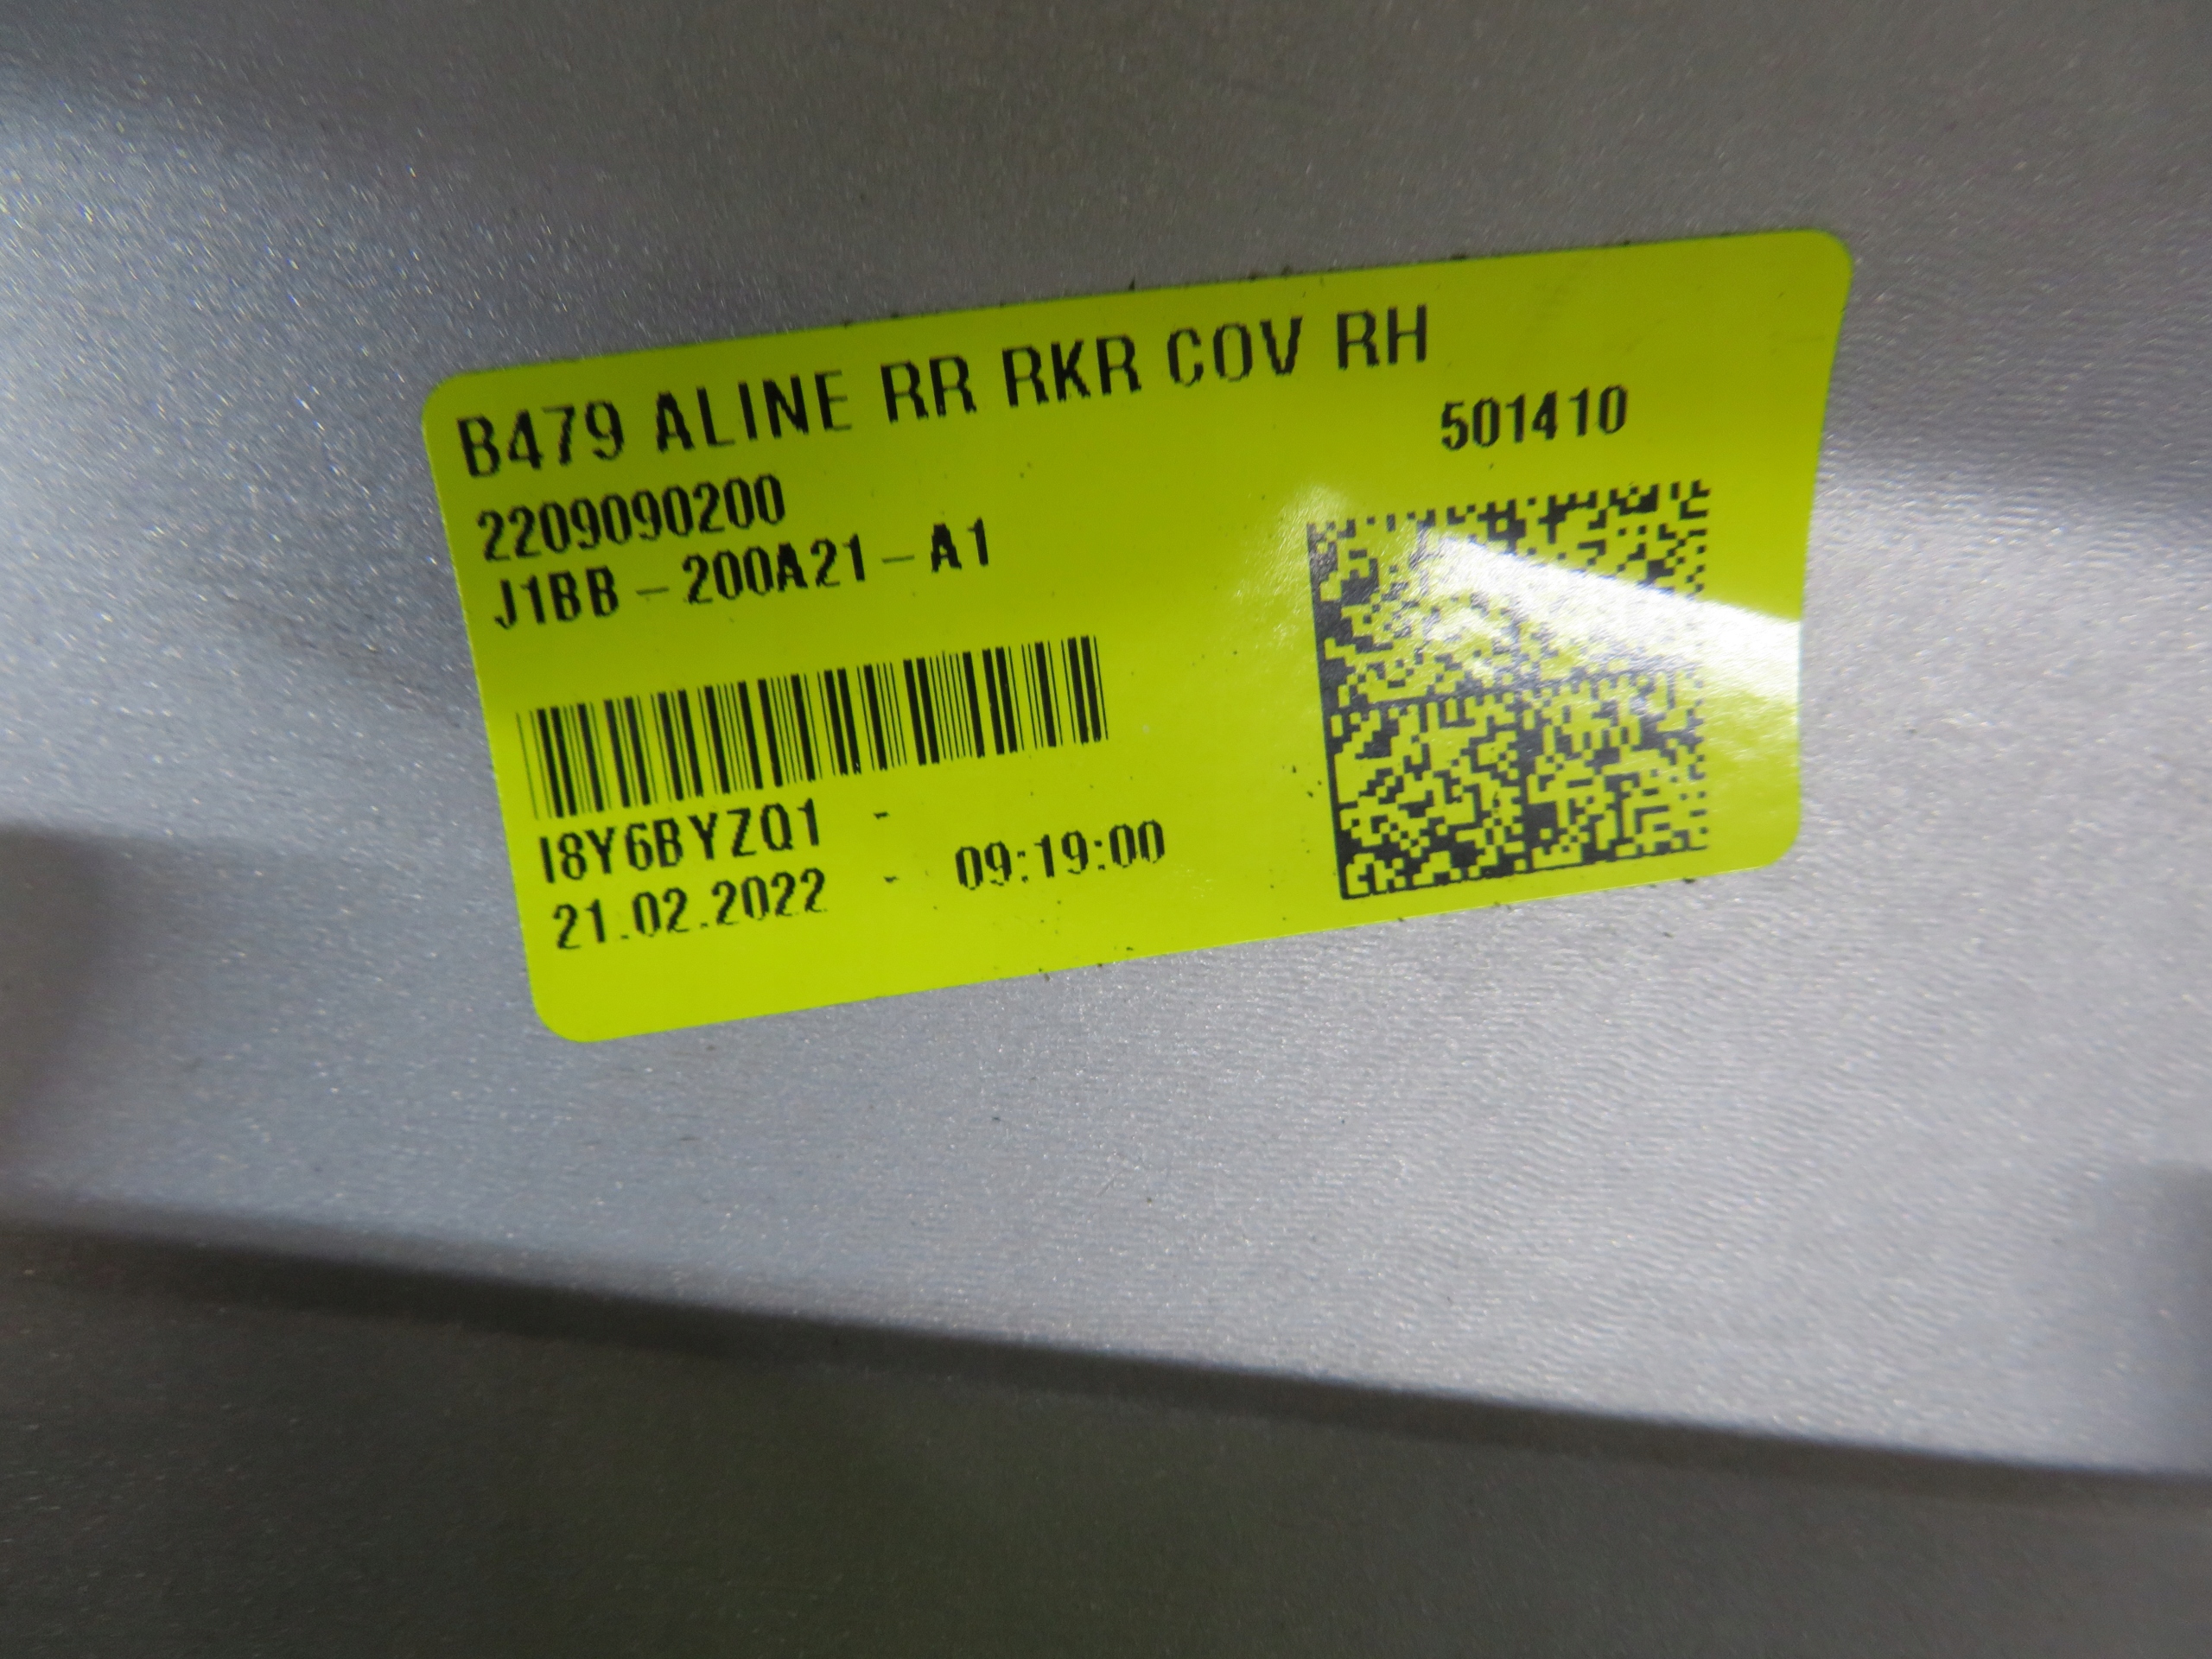 B479 ALINE RR RKR COV RH
501410
2209090200
J1BB-200A21-A1
I8Y6BYZQ1 -
21.02.2022 - 09:19:00